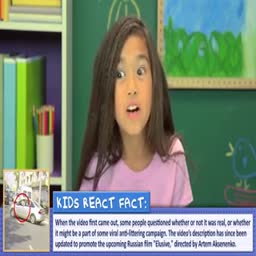 KIDS REACT FACT:
When the video first came out, some people questioned whether or not it was real, or whether
it might be a part of some viral anti-littering campaign. The video's description has since been
updated to promote the upcoming Russian film "Elusive," directed by Artem Aksenenko.